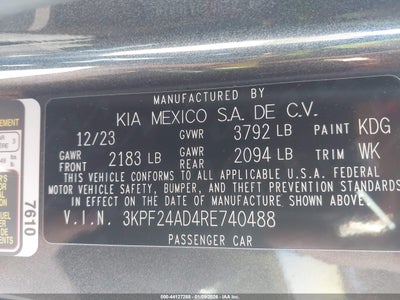 MANUFACTURED BY
KIA MEXICO S.A. DE C.V.
12/23 GVWR 3792 LB PAINT KDG
GAWR FRONT 2183 LB GAWR REAR 2094 LB TRIM WK
THIS VEHICLE CONFORMS TO ALL APPLICABLE U.S.A. FEDERAL
MOTOR VEHICLE SAFETY, BUMPER, AND THEFT PREVENTION STANDARDS
IN EFFECT ON THE DATE OF MANUFACTURE SHOWN ABOVE.
V.I.N. 3KPF24AD4RE740488
PASSENGER CAR
7610
000-44127288 - 01/09/2026 - IAAI